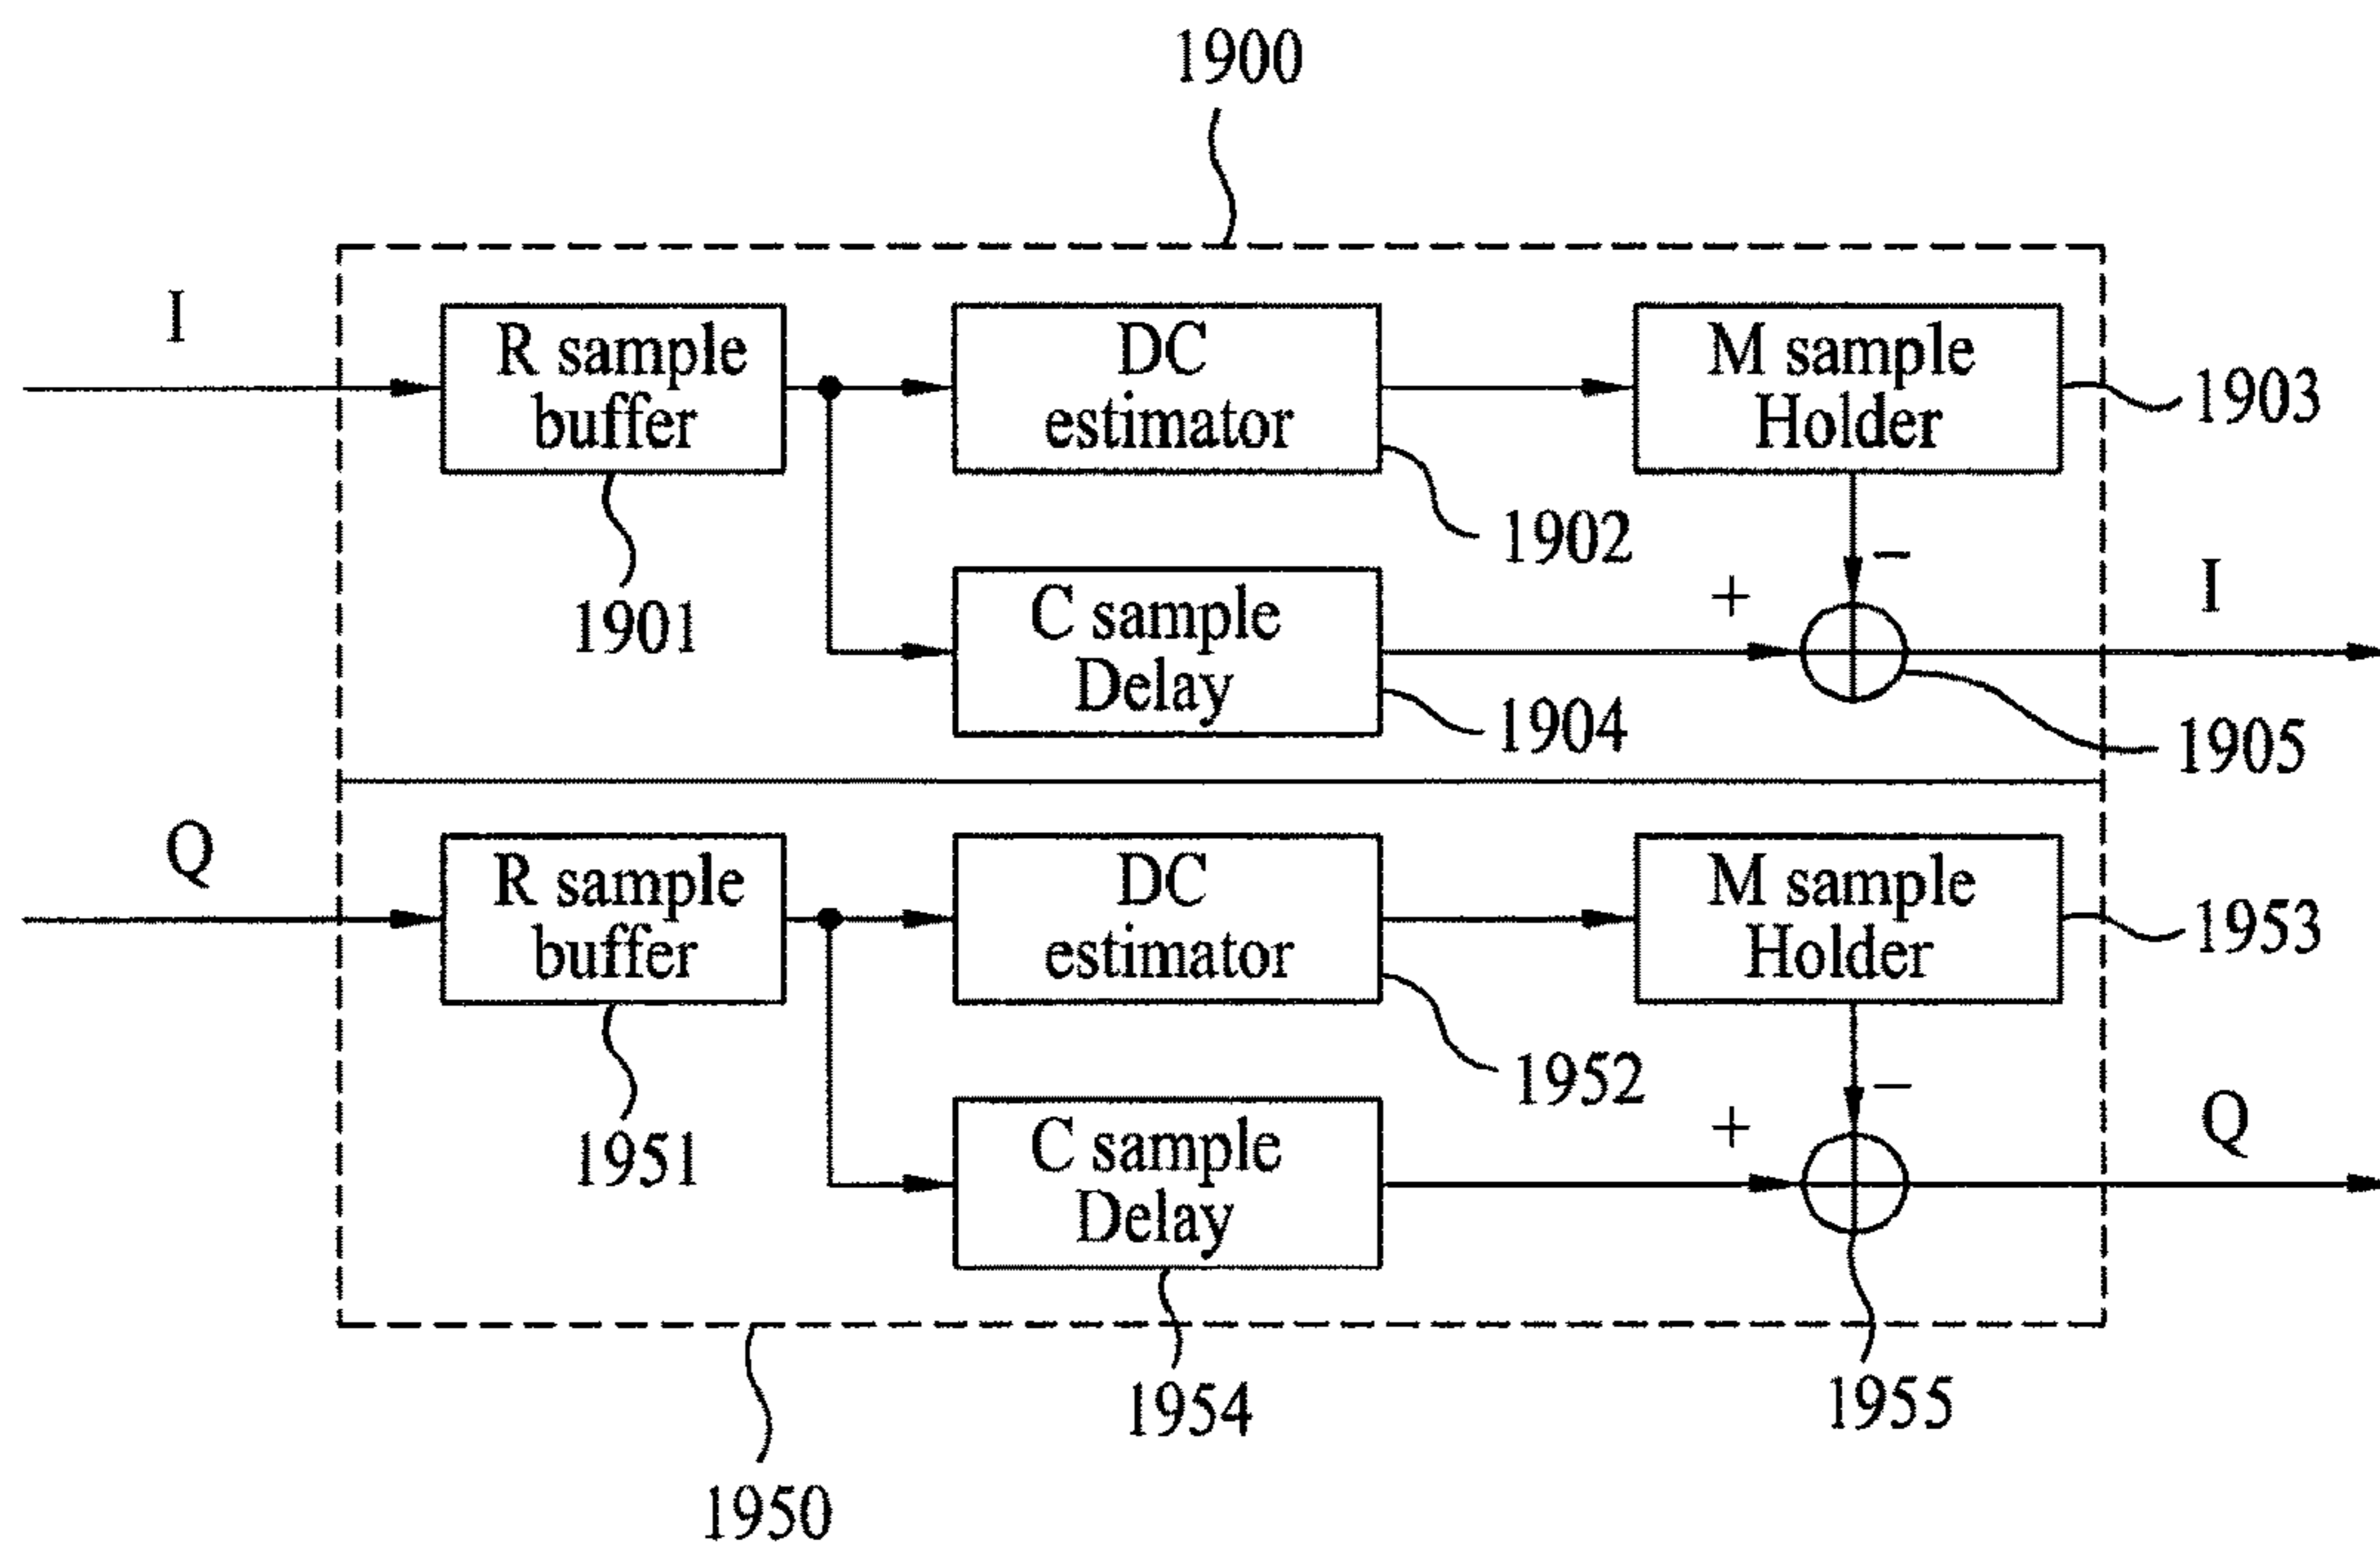 1900
I
R sample
buffer
DC
estimator
M sample
Holder
1903
1902
1901
C sample
Delay
+
−
I
1904
1905
Q
R sample
buffer
DC
estimator
M sample
Holder
1953
1952
1951
C sample
Delay
+
−
Q
1954
1955
1950